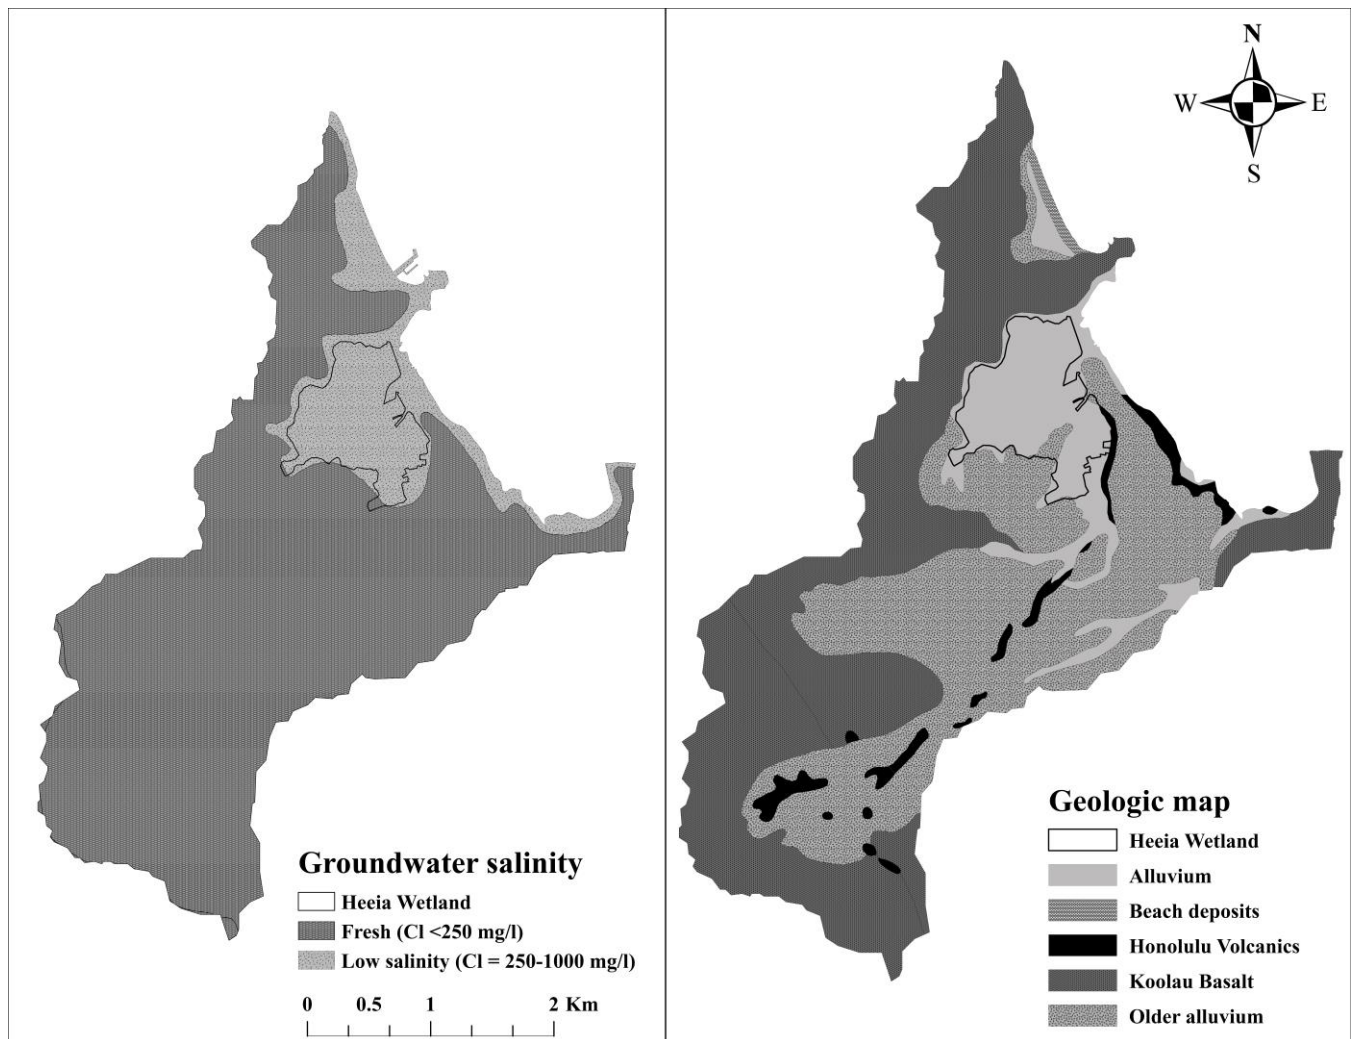 Groundwater salinity
Heeia Wetland
Fresh (Cl <250 mg/l)
Low salinity (Cl = 250-1000 mg/l)
0 0.5 1 2 Km
N
W E
S
Geologic map
Heeia Wetland
Alluvium
Beach deposits
Honolulu Volcanics
Koolau Basalt
Older alluvium